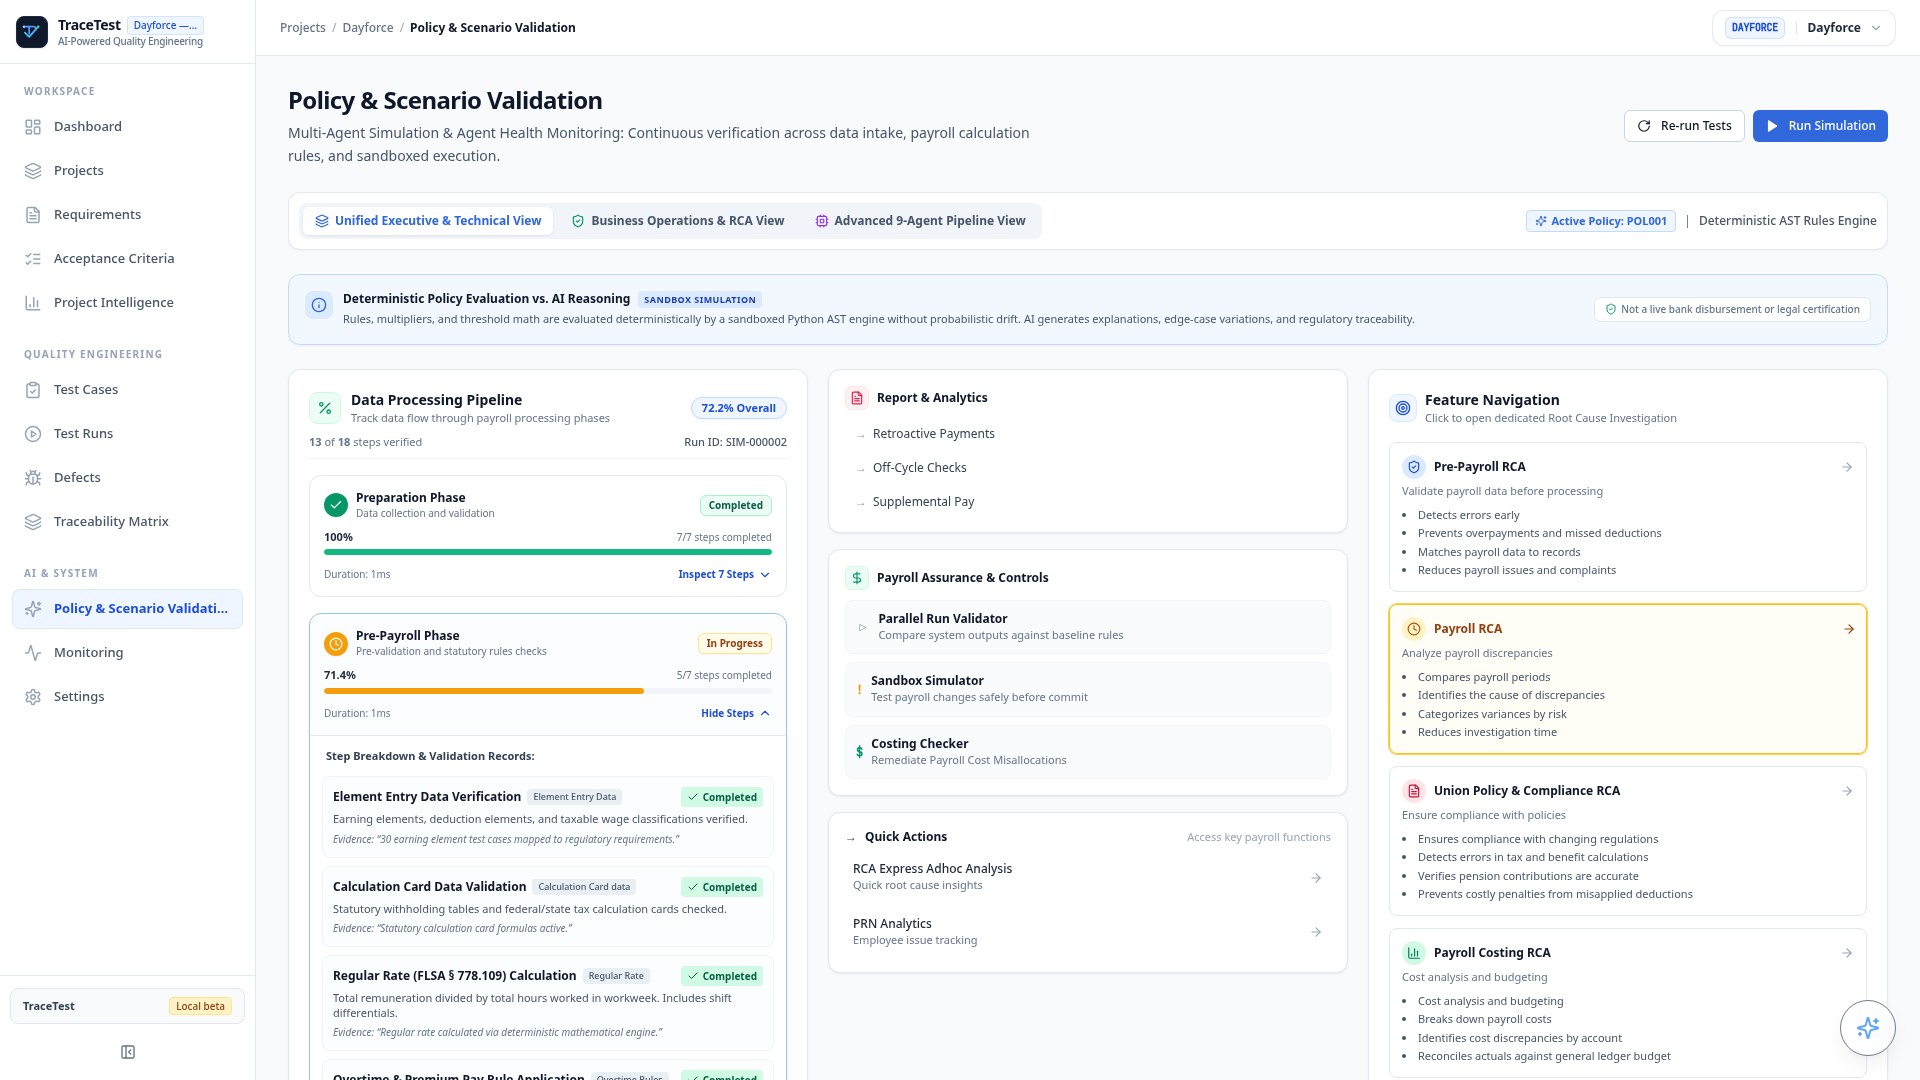 TraceTest
Dayforce —...
AI-Powered Quality Engineering
WORKSPACE
Dashboard
Projects
Requirements
Acceptance Criteria
Project Intelligence
QUALITY ENGINEERING
Test Cases
Test Runs
Defects
Traceability Matrix
AI & SYSTEM
Policy & Scenario Validati...
Monitoring
Settings
TraceTest
Local beta
Projects / Dayforce / Policy & Scenario Validation
DAYFORCE
Dayforce
Policy & Scenario Validation
Multi-Agent Simulation & Agent Health Monitoring: Continuous verification across data intake, payroll calculation
rules, and sandboxed execution.
Re-run Tests
Run Simulation
Unified Executive & Technical View
Business Operations & RCA View
Advanced 9-Agent Pipeline View
Active Policy: POL001
| Deterministic AST Rules Engine
Deterministic Policy Evaluation vs. AI Reasoning
SANDBOX SIMULATION
Rules, multipliers, and threshold math are evaluated deterministically by a sandboxed Python AST engine without probabilistic drift. AI generates explanations, edge-case variations, and regulatory traceability.
Not a live bank disbursement or legal certification
Data Processing Pipeline
Track data flow through payroll processing phases
72.2% Overall
13 of 18 steps verified
Run ID: SIM-000002
Preparation Phase
Data collection and validation
Completed
100%
7/7 steps completed
Duration: 1ms
Inspect 7 Steps
Pre-Payroll Phase
Pre-validation and statutory rules checks
In Progress
71.4%
5/7 steps completed
Duration: 1ms
Hide Steps
Step Breakdown & Validation Records:
Element Entry Data Verification
Element Entry Data
Completed
Earning elements, deduction elements, and taxable wage classifications verified.
Evidence: “30 earning element test cases mapped to regulatory requirements.”
Calculation Card Data Validation
Calculation Card data
Completed
Statutory withholding tables and federal/state tax calculation cards checked.
Evidence: “Statutory calculation card formulas active.”
Regular Rate (FLSA § 778.109) Calculation
Regular Rate
Completed
Total remuneration divided by total hours worked in workweek. Includes shift
differentials.
Evidence: “Regular rate calculated via deterministic mathematical engine.”
Overtime & Premium Pay Rule Application
Overtime Rules
Completed
Report & Analytics
→ Retroactive Payments
→ Off-Cycle Checks
→ Supplemental Pay
Payroll Assurance & Controls
Parallel Run Validator
Compare system outputs against baseline rules
! Sandbox Simulator
Test payroll changes safely before commit
$ Costing Checker
Remediate Payroll Cost Misallocations
→ Quick Actions
Access key payroll functions
RCA Express Adhoc Analysis
Quick root cause insights
PRN Analytics
Employee issue tracking
Feature Navigation
Click to open dedicated Root Cause Investigation
Pre-Payroll RCA
Validate payroll data before processing
• Detects errors early
• Prevents overpayments and missed deductions
• Matches payroll data to records
• Reduces payroll issues and complaints
Payroll RCA
Analyze payroll discrepancies
• Compares payroll periods
• Identifies the cause of discrepancies
• Categorizes variances by risk
• Reduces investigation time
Union Policy & Compliance RCA
Ensure compliance with policies
• Ensures compliance with changing regulations
• Detects errors in tax and benefit calculations
• Verifies pension contributions are accurate
• Prevents costly penalties from misapplied deductions
Payroll Costing RCA
Cost analysis and budgeting
• Cost analysis and budgeting
• Breaks down payroll costs
• Identifies cost discrepancies by account
• Reconciles actuals against general ledger budget